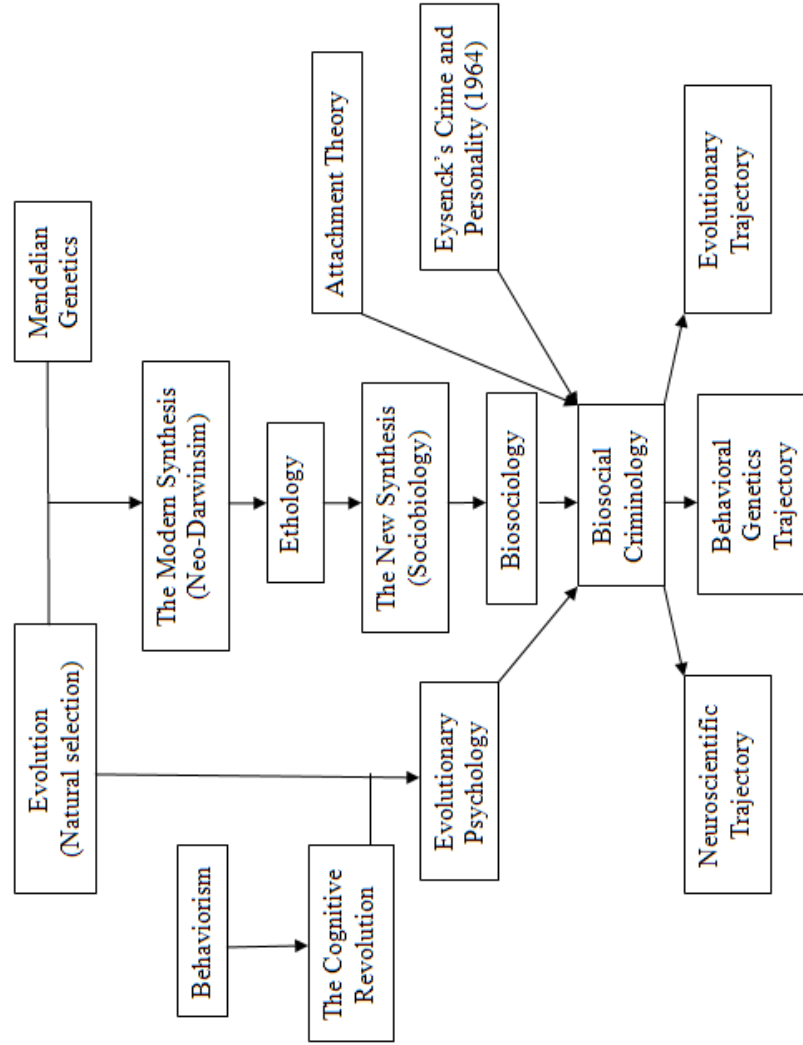 Evolution
(Natural selection)
Mendelian
Genetics
Behaviorism
The Modern Synthesis
(Neo-Darwinsim)
The Cognitive
Revolution
Ethology
Attachment Theory
The New Synthesis
(Sociobiology)
Eysenck's Crime and
Personality (1964)
Evolutionary
Psychology
Biosociology
Biosocial
Criminology
Neuroscientific
Trajectory
Behavioral
Genetics
Trajectory
Evolutionary
Trajectory